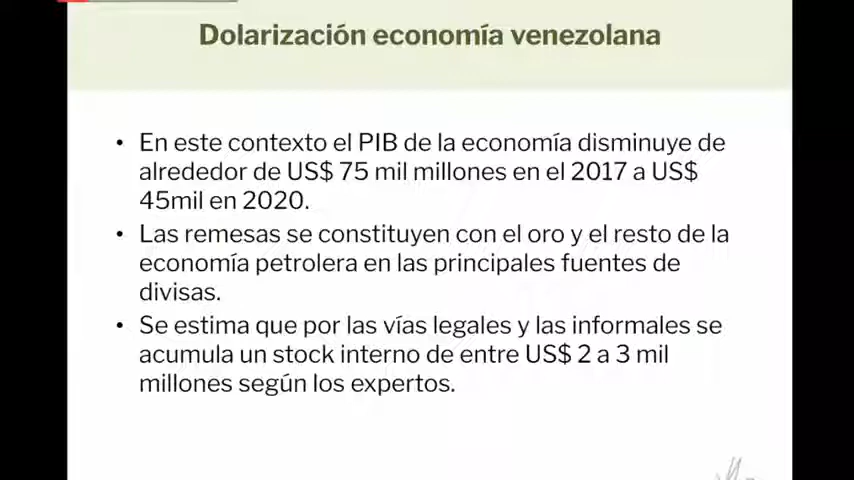 Dolarización economía venezolana
• En este contexto el PIB de la economía disminuye de
alrededor de US$ 75 mil millones en el 2017 a US$
45mil en 2020.
• Las remesas se constituyen con el oro y el resto de la
economía petrolera en las principales fuentes de
divisas.
• Se estima que por las vías legales y las informales se
acumula un stock interno de entre US$ 2 a 3 mil
millones según los expertos.